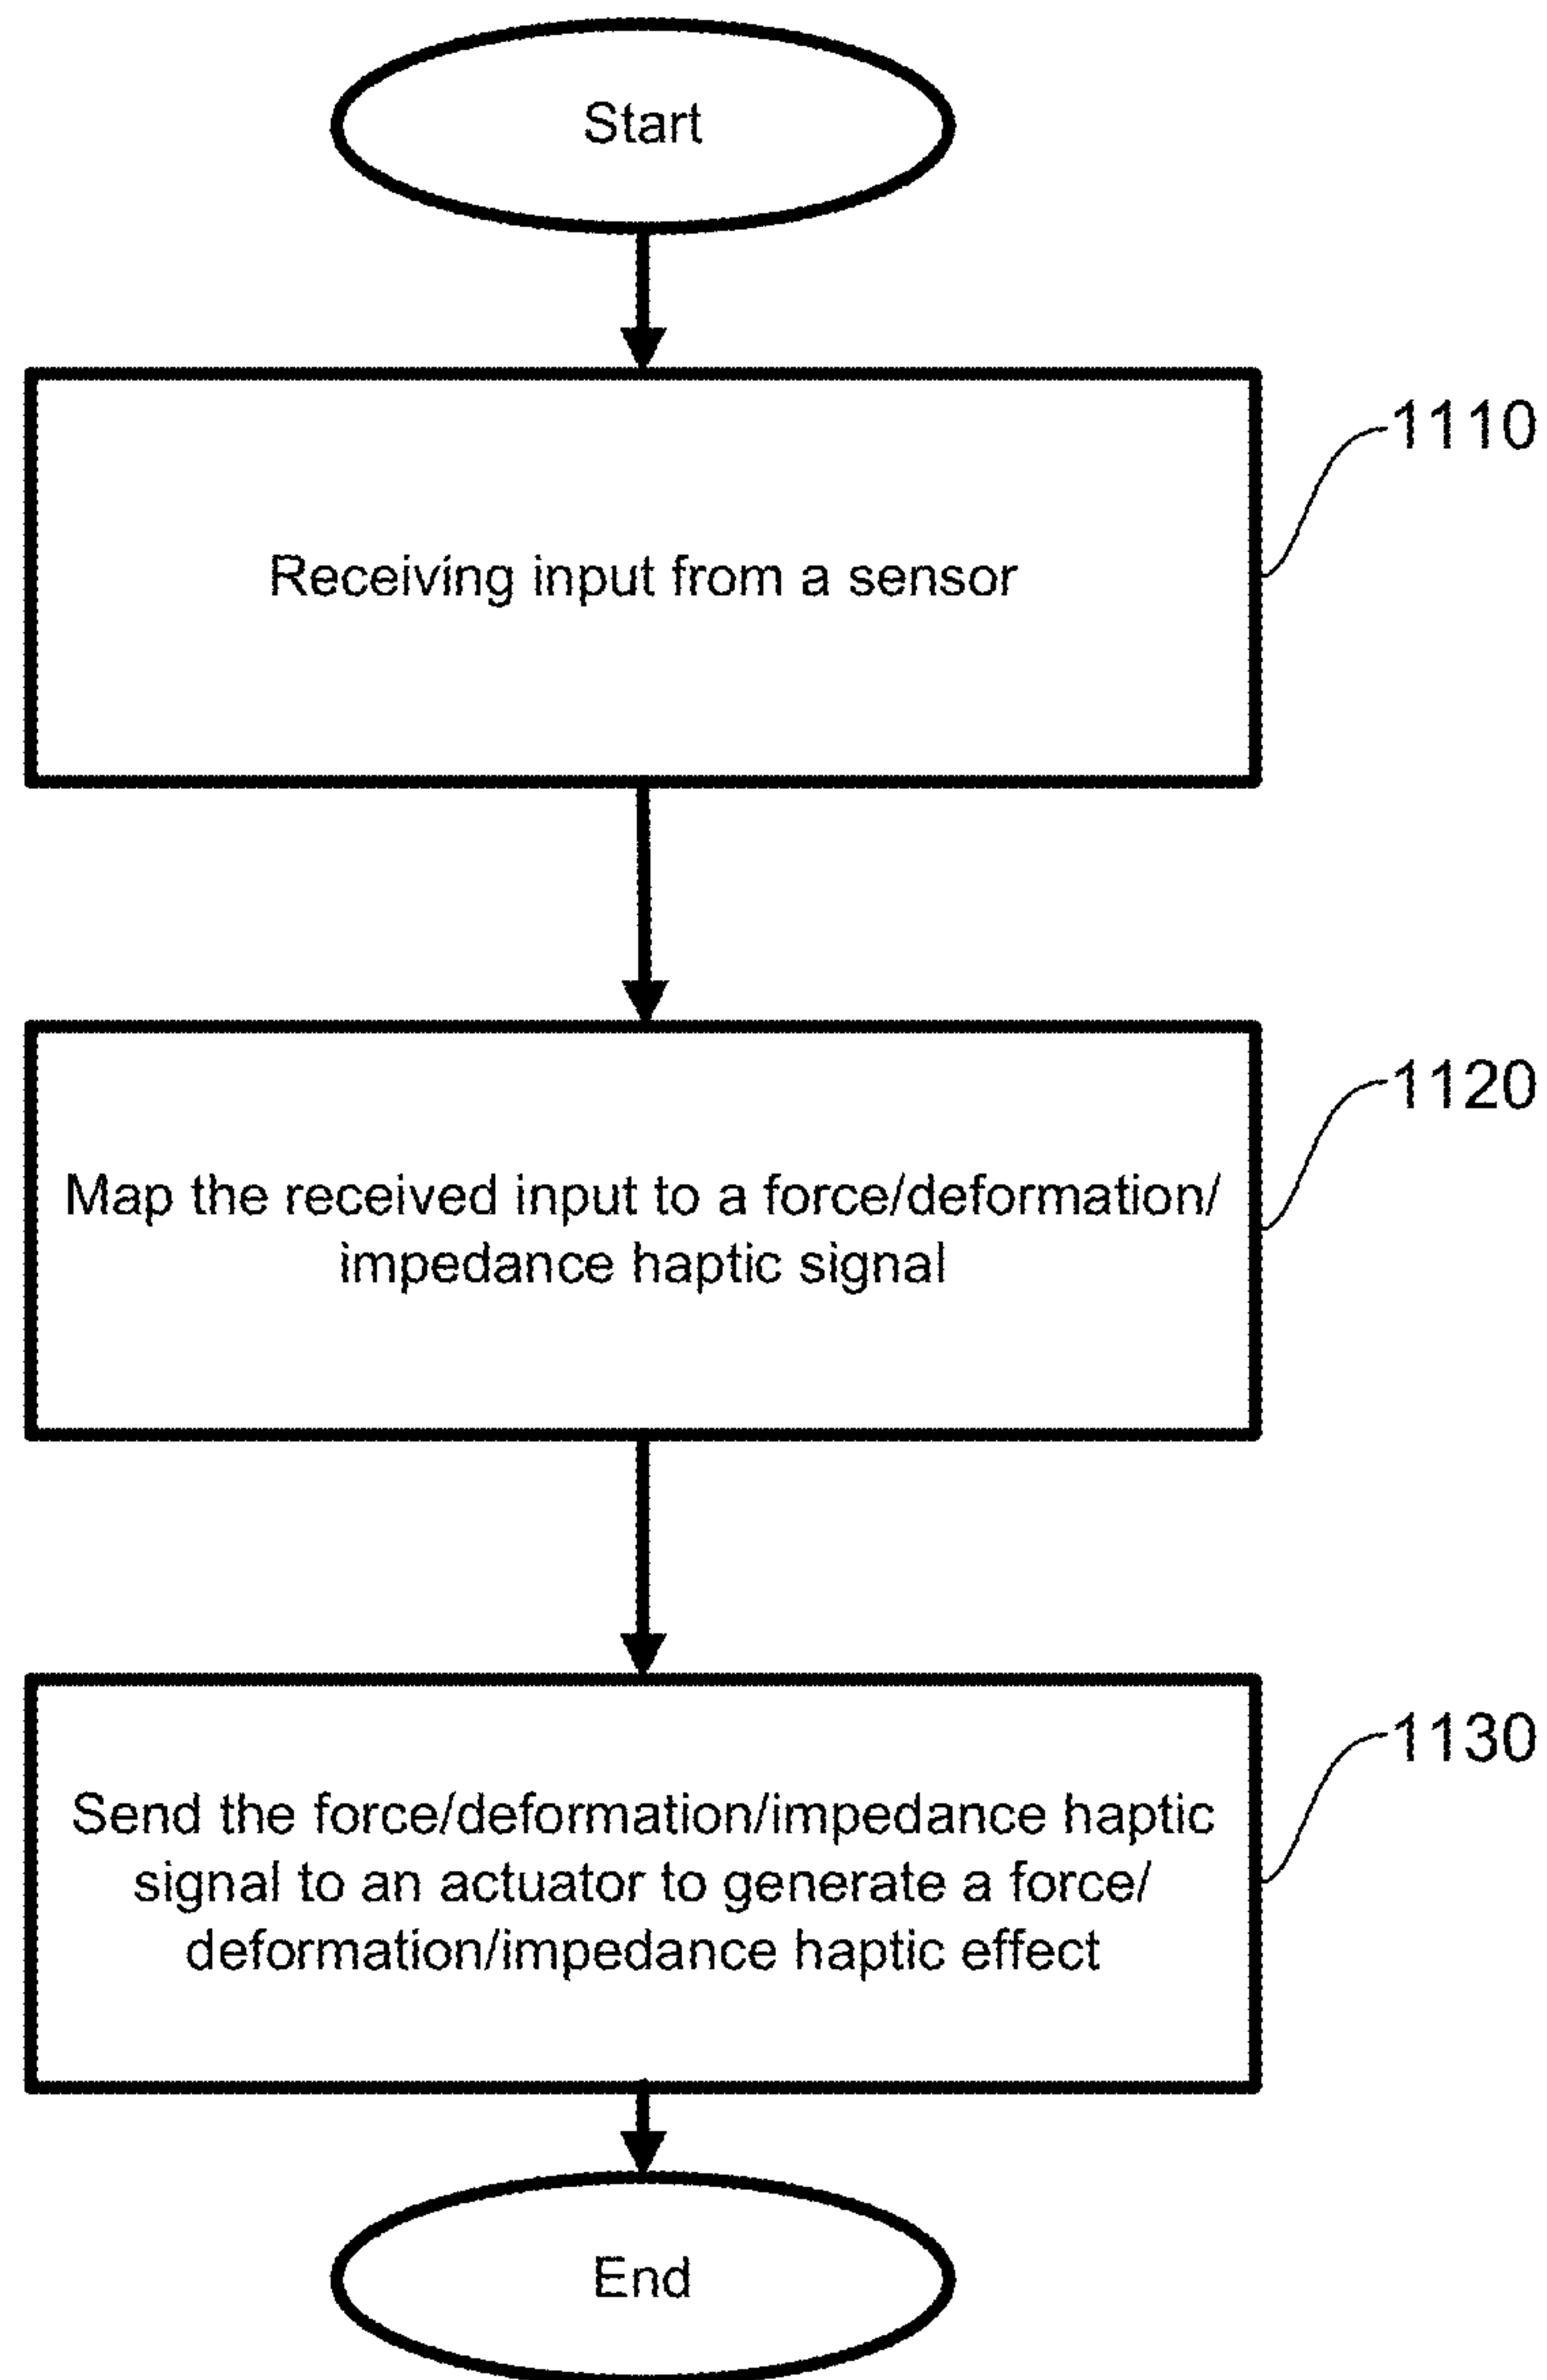 Start
1110
Receiving input from a sensor
1120
Map the received input to a force/deformation/
impedance haptic signal
1130
Send the force/deformation/impedance haptic
signal to an actuator to generate a force/
deformation/impedance haptic effect
End